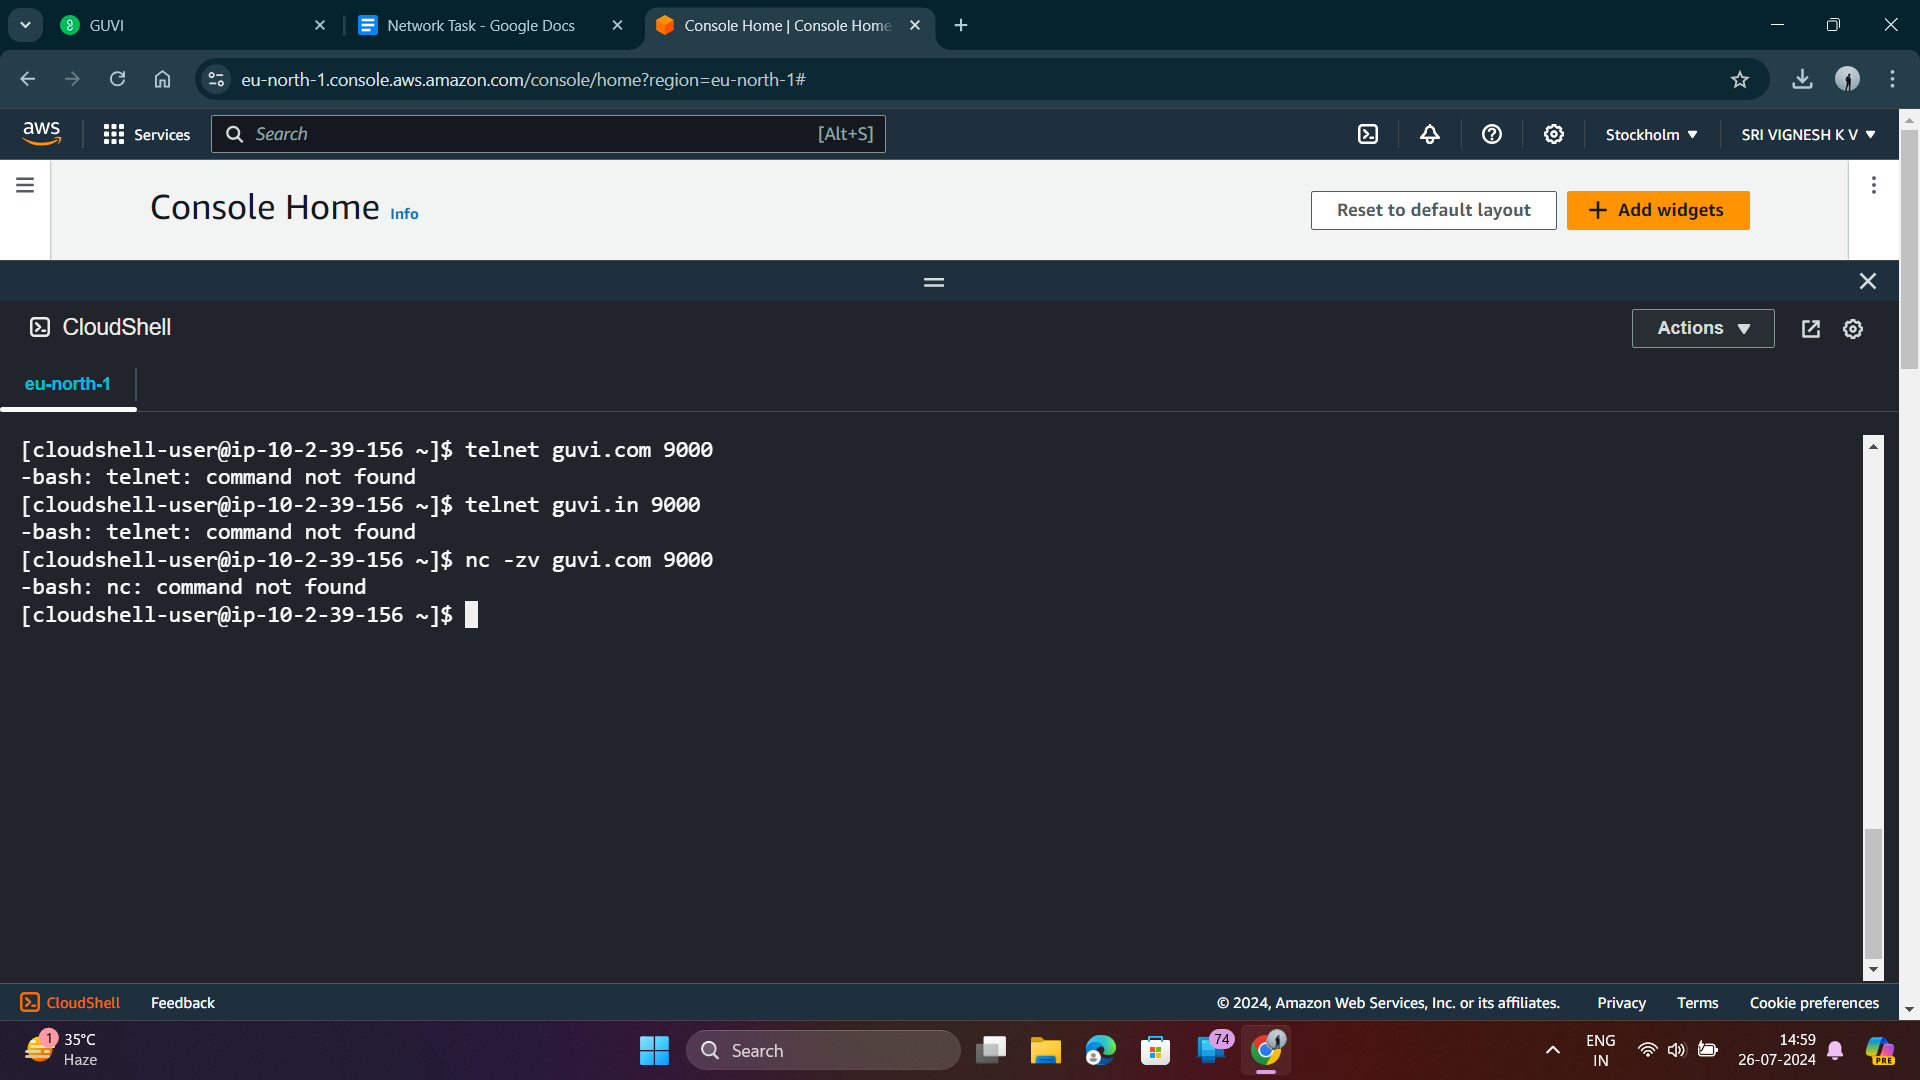 GUVI
Network Task - Google Docs
Console Home | Console Home
eu-north-1.console.aws.amazon.com/console/home?region=eu-north-1#
aws
Services
Search
[Alt+S]
Stockholm
SRI VIGNESH K V
Console Home Info
Reset to default layout
Add widgets
CloudShell
Actions
eu-north-1
[cloudshell-user@ip-10-2-39-156 ~]$ telnet guvi.com 9000
-bash: telnet: command not found
[cloudshell-user@ip-10-2-39-156 ~]$ telnet guvi.in 9000
-bash: telnet: command not found
[cloudshell-user@ip-10-2-39-156 ~]$ nc -zv guvi.com 9000
-bash: nc: command not found
[cloudshell-user@ip-10-2-39-156 ~]$
CloudShell
Feedback
© 2024, Amazon Web Services, Inc. or its affiliates.
Privacy
Terms
Cookie preferences
1
35°C
Haze
Search
74
ENG
IN
14:59
26-07-2024
PRE